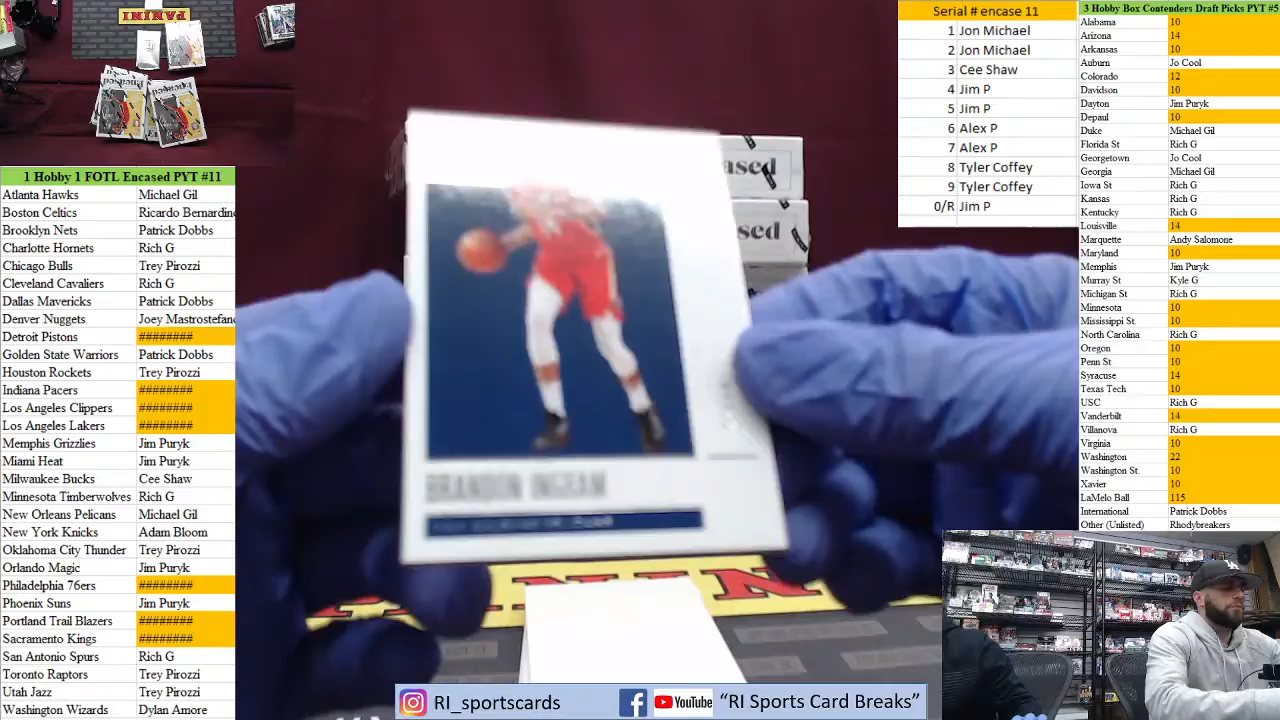 PANINI
Encased
1 Hobby 1 FOTL Encased PYT #11
Atlanta Hawks Michael Gil
Boston Celtics Ricardo Bernardino
Brooklyn Nets Patrick Dobbs
Charlotte Hornets Rich G
Chicago Bulls Trey Pirozzi
Cleveland Cavaliers Rich G
Dallas Mavericks Patrick Dobbs
Denver Nuggets Joey Mastrostefano
Detroit Pistons ########
Golden State Warriors Patrick Dobbs
Houston Rockets Trey Pirozzi
Indiana Pacers ########
Los Angeles Clippers ########
Los Angeles Lakers ########
Memphis Grizzlies Jim Puryk
Miami Heat Jim Puryk
Milwaukee Bucks Cee Shaw
Minnesota Timberwolves Rich G
New Orleans Pelicans Michael Gil
New York Knicks Adam Bloom
Oklahoma City Thunder Trey Pirozzi
Orlando Magic Jim Puryk
Philadelphia 76ers ########
Phoenix Suns Jim Puryk
Portland Trail Blazers ########
Sacramento Kings ########
San Antonio Spurs Rich G
Toronto Raptors Trey Pirozzi
Utah Jazz Trey Pirozzi
Washington Wizards Dylan Amore
ased
sed
RI_sportscards
YouTube
"RI Sports Card Breaks"
Serial # encase 11
1 Jon Michael
2 Jon Michael
3 Cee Shaw
4 Jim P
5 Jim P
6 Alex P
7 Alex P
8 Tyler Coffey
9 Tyler Coffey
0/R Jim P
3 Hobby Box Contenders Draft Picks PYT #5
Alabama 10
Arizona 14
Arkansas 10
Auburn Jo Cool
Colorado 12
Davidson 10
Dayton Jim Puryk
Depaul 10
Duke Michael Gil
Florida St Rich G
Georgetown Jo Cool
Georgia Michael Gil
Iowa St Rich G
Kansas Rich G
Kentucky Rich G
Louisville 14
Marquette Andy Salomone
Maryland 10
Memphis Jim Puryk
Murray St Kyle G
Michigan St Rich G
Minnesota 10
Mississippi St. 10
North Carolina Rich G
Oregon 10
Penn St 10
Syracuse 14
Texas Tech 10
USC Rich G
Vanderbilt 14
Villanova Rich G
Virginia 10
Washington 22
Washington St. 10
Xavier 10
LaMelo Ball 115
International Patrick Dobbs
Other (Unlisted) Rhodybreakers